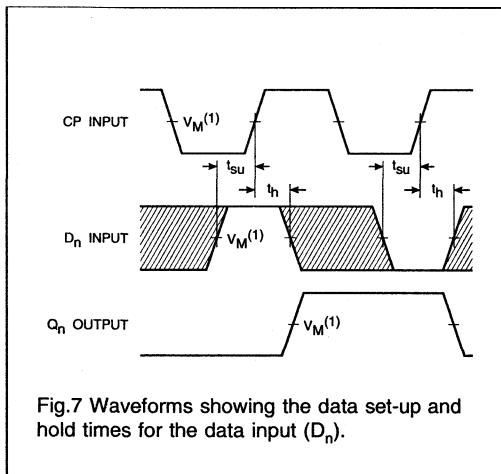 CP INPUT
VM(1)
tsu
th
tsu
th
Dn INPUT
VM(1)
Qn OUTPUT
VM(1)
Fig.7 Waveforms showing the data set-up and
hold times for the data input (Dn).